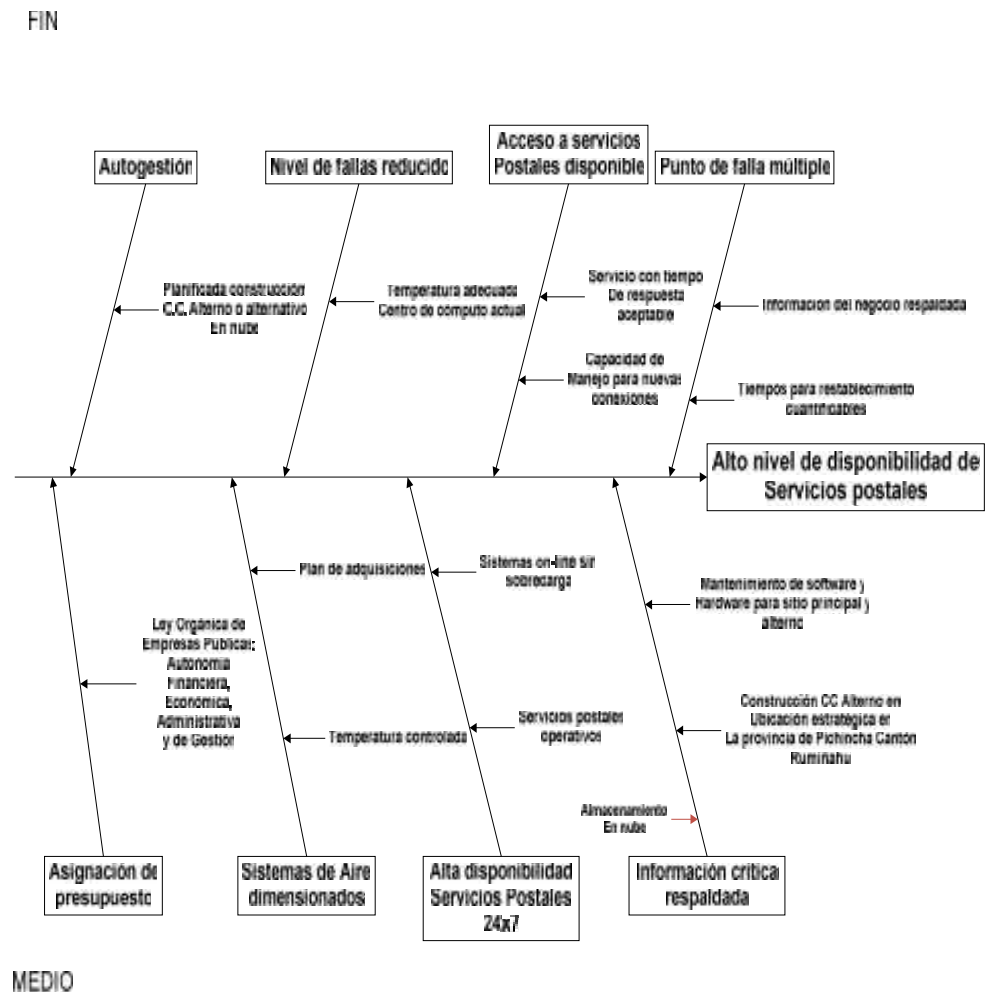 FIN
Acceso a servicios
Postales disponible
Autogestión
Nivel de fallas reducido
Punto de falla múltiple
Planificada construcción
C.C. Alterno o alternativo
En nube
Temperatura adecuada
Centro de cómputo actual
Servicio con tiempo
De respuesta
aceptable
Información del negocio respaldada
Capacidad de
Manejo para nuevas
conexiones
Tiempos para restablecimiento
cuantificables
Alto nivel de disponibilidad de
Servicios postales
Plan de adquisiciones
Sistemas on-line sin
sobrecarga
Mantenimiento de software y
Hardware para sitio principal y
alterno
Ley Orgánica de
Empresas Públicas:
Autonomía
Financiera,
Económica,
Administrativa
y de Gestión
Temperatura controlada
Servicios postales
operativos
Construcción CC Alterno en
Ubicación estratégica en
La provincia de Pichincha Cantón
Rumiñahu
Almacenamiento
En nube
Asignación de
presupuesto
Sistemas de Aire
dimensionados
Alta disponibilidad
Servicios Postales
24x7
Información crítica
respaldada
MEDIO